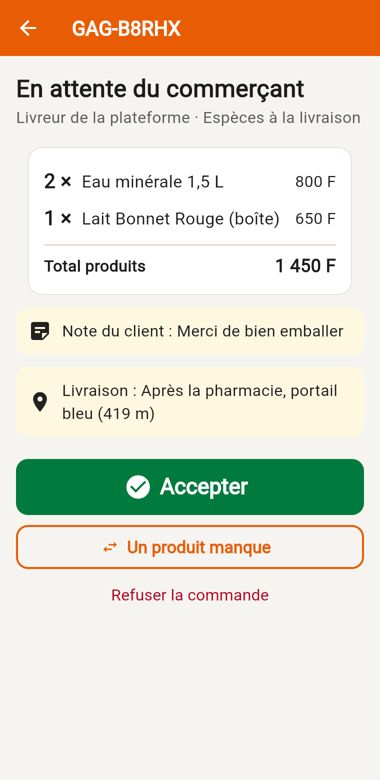 GAG-B8RHX
En attente du commerçant
Livreur de la plateforme · Espèces à la livraison
2 × Eau minérale 1,5 L 800 F
1 × Lait Bonnet Rouge (boîte) 650 F
Total produits 1 450 F
Note du client : Merci de bien emballer
Livraison : Après la pharmacie, portail
bleu (419 m)
Accepter
Un produit manque
Refuser la commande